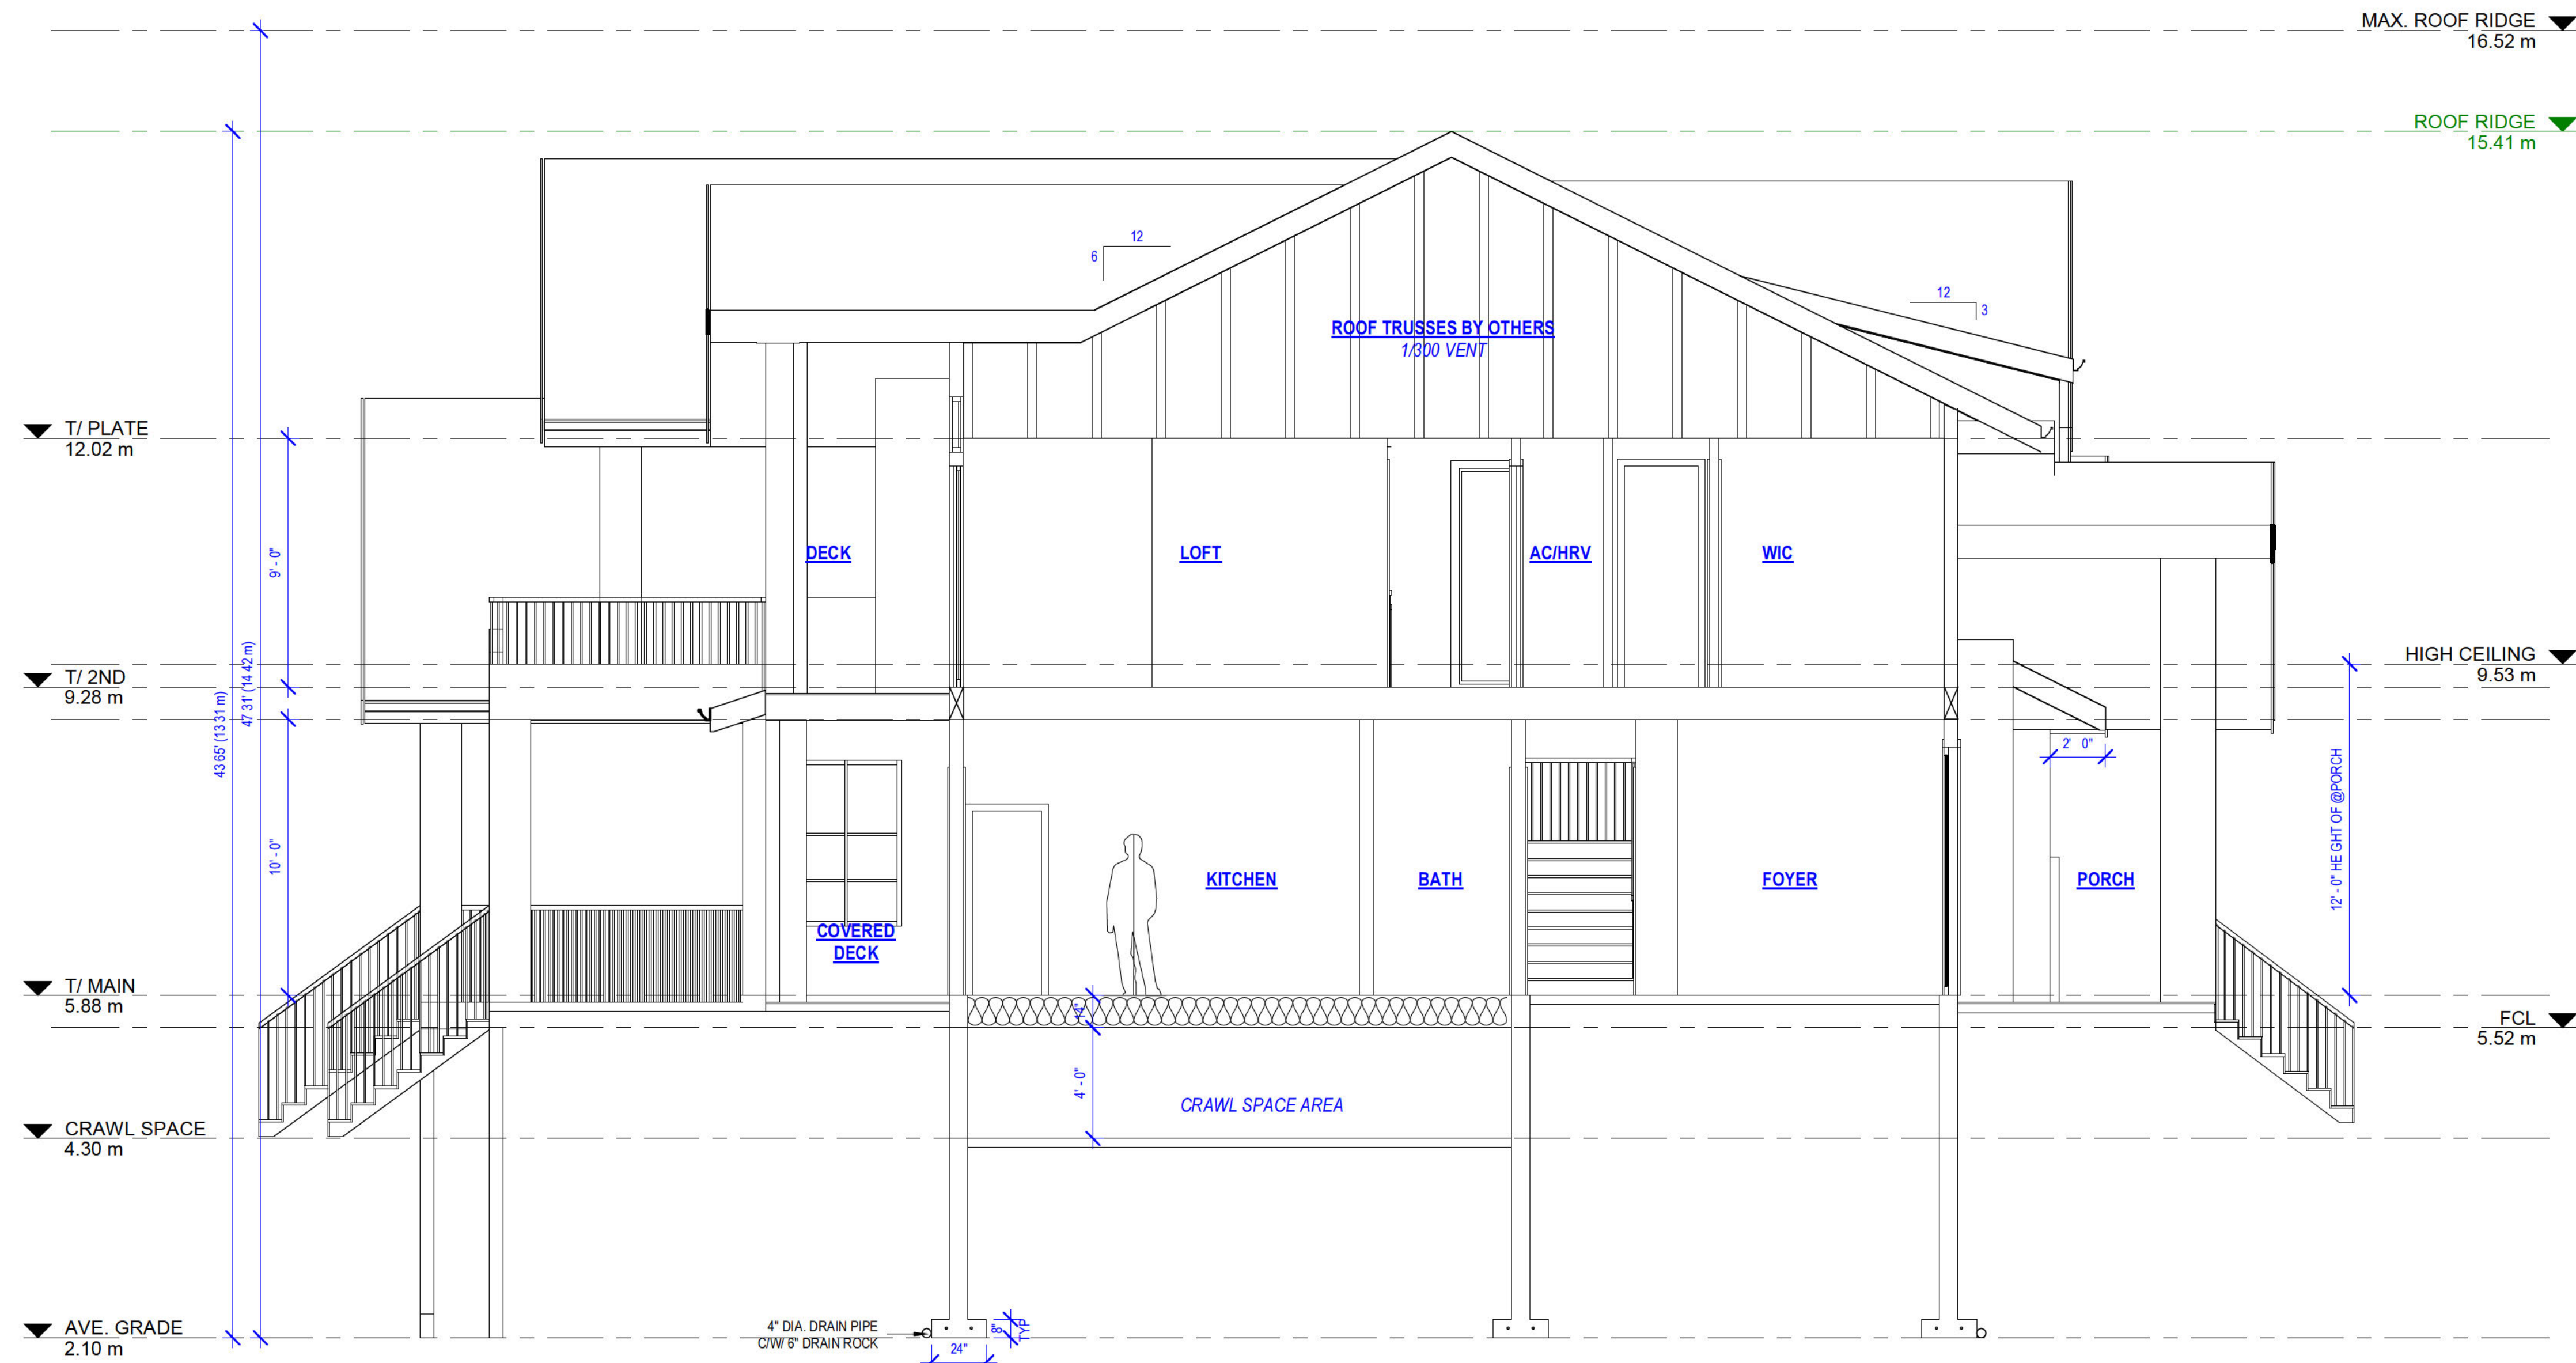 MAX. ROOF RIDGE
16.52 m
ROOF RIDGE
15.41 m
12
6
12
3
ROOF TRUSSES BY OTHERS
1/300 VENT
T/ PLATE
12.02 m
9' - 0"
DECK
LOFT
AC/HRV
WIC
HIGH CEILING
9.53 m
T/ 2ND
9.28 m
43 65' (13 31 m)
47 31' (14 42 m)
2' 0"
12' - 0" HE GHT OF @PORCH
10' - 0"
KITCHEN
BATH
FOYER
PORCH
COVERED
DECK
T/ MAIN
5.88 m
14"
FCL
5.52 m
4' - 0"
CRAWL SPACE AREA
CRAWL SPACE
4.30 m
AVE. GRADE
2.10 m
4" DIA. DRAIN PIPE
C/W/ 6" DRAIN ROCK
8"
TYP
24"